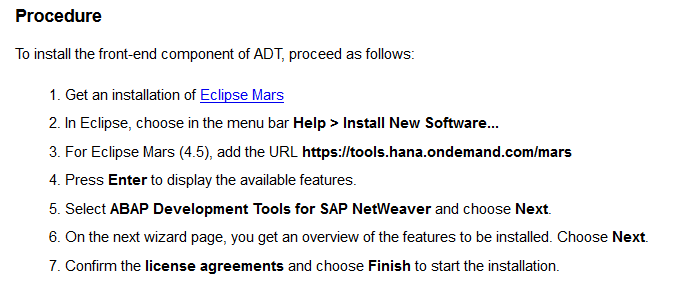 Procedure
To install the front-end component of ADT, proceed as follows:
1. Get an installation of Eclipse Mars
2. In Eclipse, choose in the menu bar Help > Install New Software...
3. For Eclipse Mars (4.5), add the URL https://tools.hana.ondemand.com/mars
4. Press Enter to display the available features.
5. Select ABAP Development Tools for SAP NetWeaver and choose Next.
6. On the next wizard page, you get an overview of the features to be installed. Choose Next.
7. Confirm the license agreements and choose Finish to start the installation.